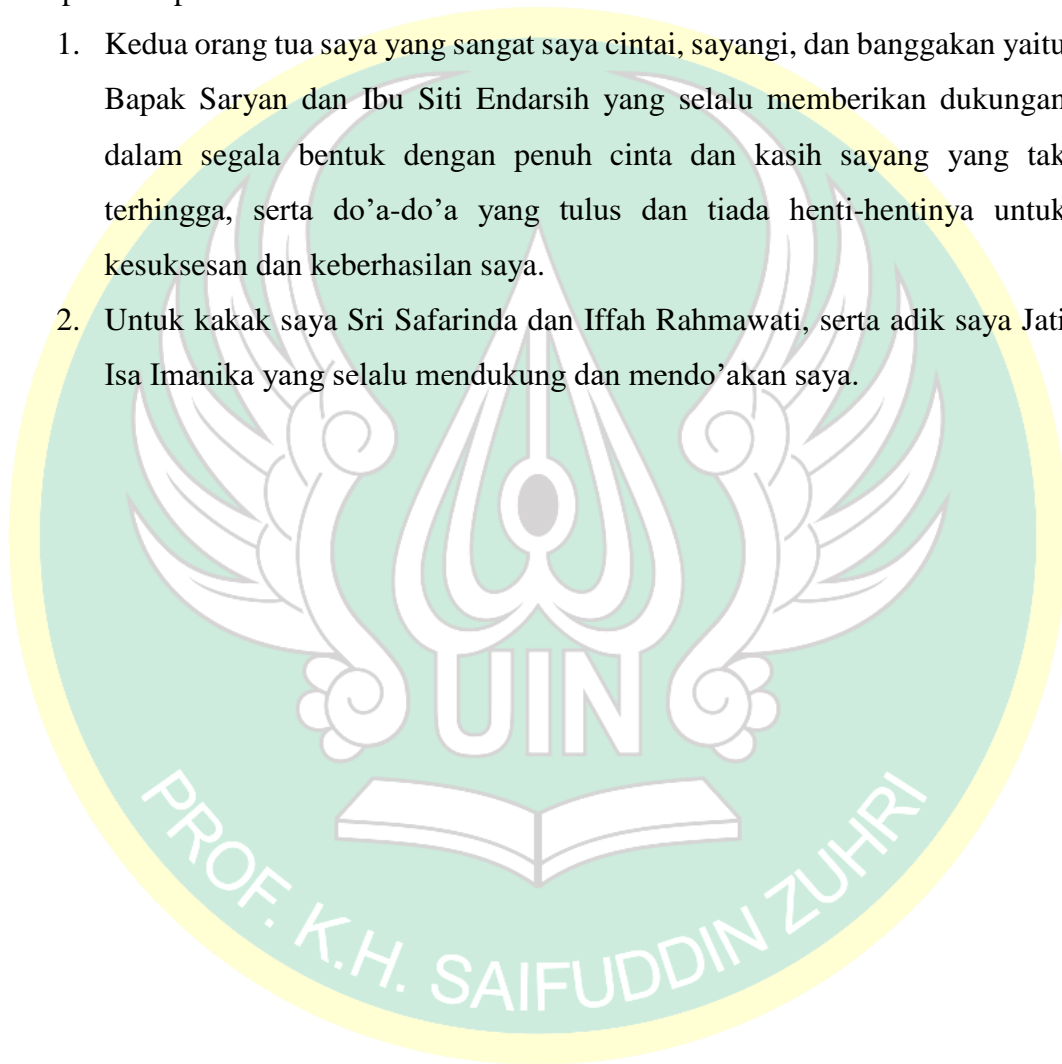 1. Kedua orang tua saya yang sangat saya cintai, sayangi, dan banggakan yaitu
Bapak Saryan dan Ibu Siti Endarsih yang selalu memberikan dukungan
dalam segala bentuk dengan penuh cinta dan kasih sayang yang tak
terhingga, serta do’a-do’a yang tulus dan tiada henti-hentinya untuk
kesuksesan dan keberhasilan saya.
2. Untuk kakak saya Sri Safarinda dan Iffah Rahmawati, serta adik saya Jati
Isa Imanika yang selalu mendukung dan mendo’akan saya.
UIN
PROF. K.H. SAIFUDDIN ZUHRI